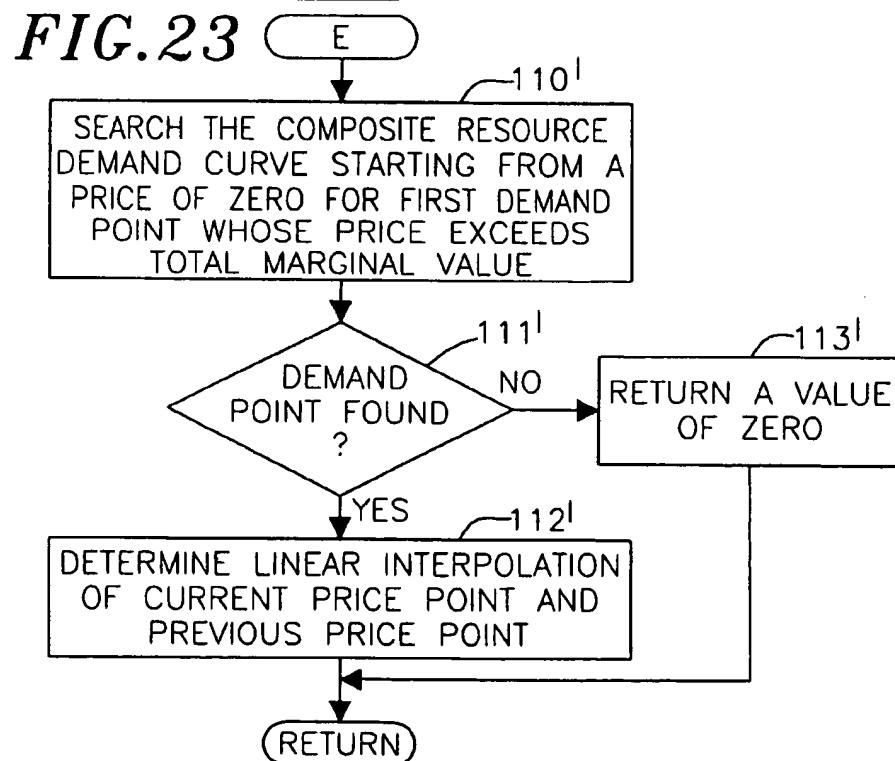 FIG.23
E
110'
SEARCH THE COMPOSITE RESOURCE
DEMAND CURVE STARTING FROM A
PRICE OF ZERO FOR FIRST DEMAND
POINT WHOSE PRICE EXCEEDS
TOTAL MARGINAL VALUE
111'
DEMAND
POINT FOUND
?
NO
113'
RETURN A VALUE
OF ZERO
YES
112'
DETERMINE LINEAR INTERPOLATION
OF CURRENT PRICE POINT AND
PREVIOUS PRICE POINT
RETURN